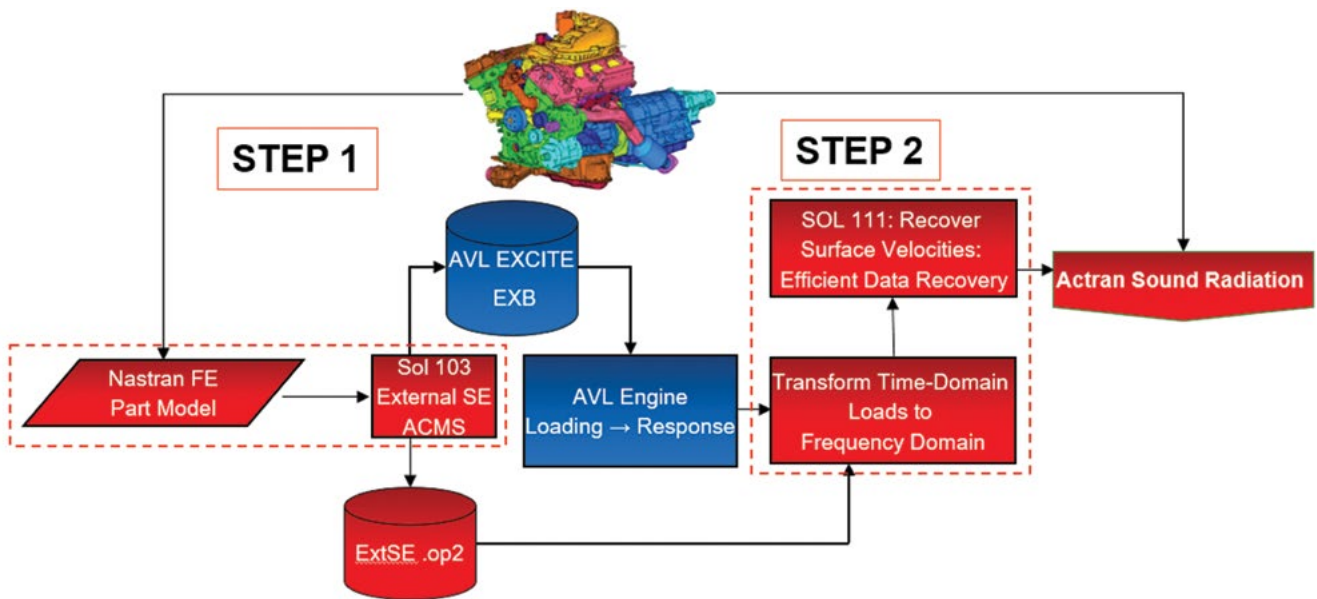 STEP 1
STEP 2
AVL EXCITE
EXB
SOL 111: Recover
Surface Velocities:
Efficient Data Recovery
Actran Sound Radiation
Nastran FE
Part Model
Sol 103
External SE
ACMS
AVL Engine
Loading → Response
Transform Time-Domain
Loads to
Frequency Domain
ExtSE .op2